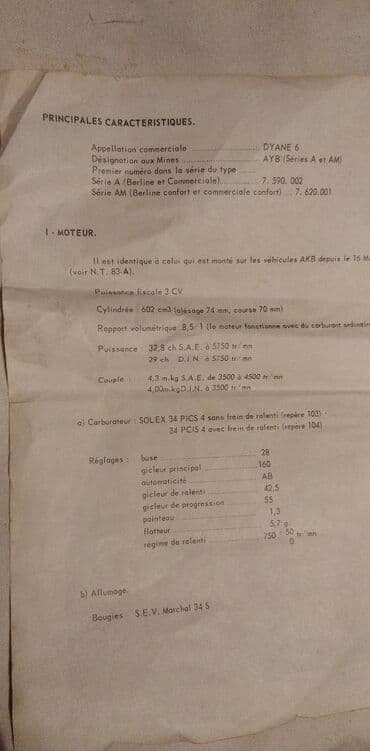 PRINCIPALES CARACTERISTIQUES.
Appellation commerciale ........ DYANE 6
Désignation aux Mines ........ AYB (Séries A et AM)
Premier numéro dans la série du type ......
Série A (Berline et Commerciale) ........ 7. 590. 002
Série AM (Berline confort et commerciale confort) ... 7. 620.001
I - MOTEUR.
Il est identique à celui qui est monté sur les véhicules AKB depuis le 16
(voir N.T. 83-A).
Puissance fiscale 3 CV
Cylindrée : 602 cm3 (alésage 74 mm, course 70 mm)
Rapport volumétrique : 8,5/1 (le moteur fonctionne avec du carburant
Puissance : 32,8 ch S.A.E. à 5750 tr/mn
29 ch D.I.N. à 5750 tr/mn
Couple : 4,3 m.kg S.A.E. de 3500 à 4500 tr/mn
4,00m.kg D.I.N. à 3500 tr/mn
a) Carburateur : SOLEX 34 PICS 4 sans frein de ralenti (repère 103) -
34 PCIS 4 avec frein de ralenti (repère 104)
Réglages : buse ........ 28
gicleur principal ........ 160
automaticité ........ AB
gicleur de ralenti ........ 42,5
gicleur de progression ........ 55
pointeau ........ 1,3
flotteur ........ 5,7 g
régime de ralenti ........ 750 + 50 tr/mn
0
b) Allumage.
Bougies : S.E.V. Marchal 34 S